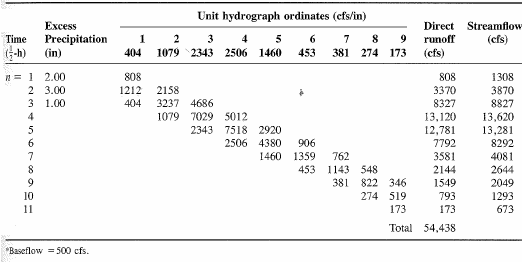 Unit hydrograph ordinates (cfs/in)
Excess Direct Streamflow
Time Precipitation 1 2 3 4 5 6 7 8 9 runoff (cfs)
(½-h) (in) 404 1079 2343 2506 1460 453 381 274 173 (cfs)
n = 1 2.00 808 808 1308
2 3.00 1212 2158 3370 3870
3 1.00 404 3237 4686 8327 8827
4 1079 7029 5012 13,120 13,620
5 2343 7518 2920 12,781 13,281
6 2506 4380 906 7792 8292
7 1460 1359 762 3581 4081
8 453 1143 548 2144 2644
9 381 822 346 1549 2049
10 274 519 793 1293
11 173 173 673
Total 54,438
*Baseflow = 500 cfs.